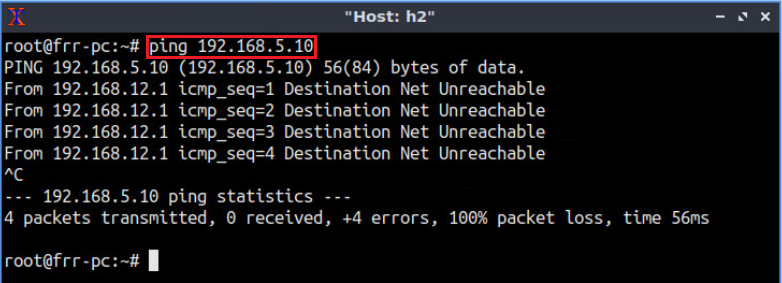 "Host: h2"
root@frr-pc:~# ping 192.168.5.10
PING 192.168.5.10 (192.168.5.10) 56(84) bytes of data.
From 192.168.12.1 icmp_seq=1 Destination Net Unreachable
From 192.168.12.1 icmp_seq=2 Destination Net Unreachable
From 192.168.12.1 icmp_seq=3 Destination Net Unreachable
From 192.168.12.1 icmp_seq=4 Destination Net Unreachable
^C
--- 192.168.5.10 ping statistics ---
4 packets transmitted, 0 received, +4 errors, 100% packet loss, time 56ms
root@frr-pc:~#